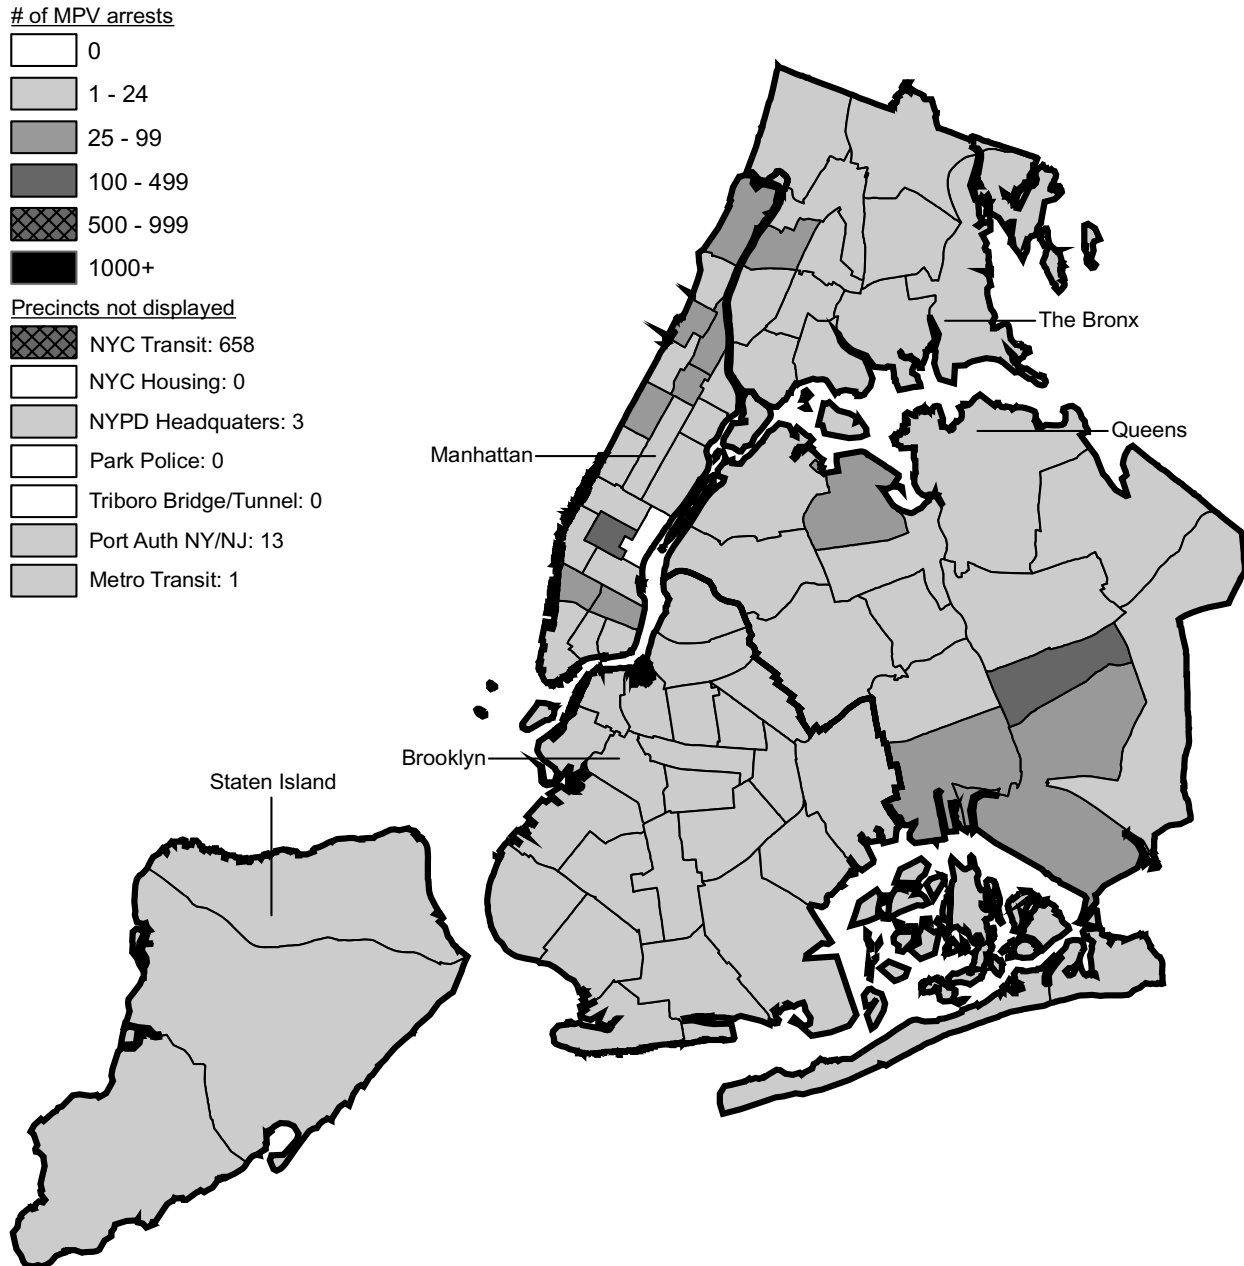 # of MPV arrests
0
1 - 24
25 - 99
100 - 499
500 - 999
1000+
Precincts not displayed
NYC Transit: 658
NYC Housing: 0
NYPD Headquaters: 3
Park Police: 0
Triboro Bridge/Tunnel: 0
Port Auth NY/NJ: 13
Metro Transit: 1
The Bronx
Queens
Manhattan
Brooklyn
Staten Island